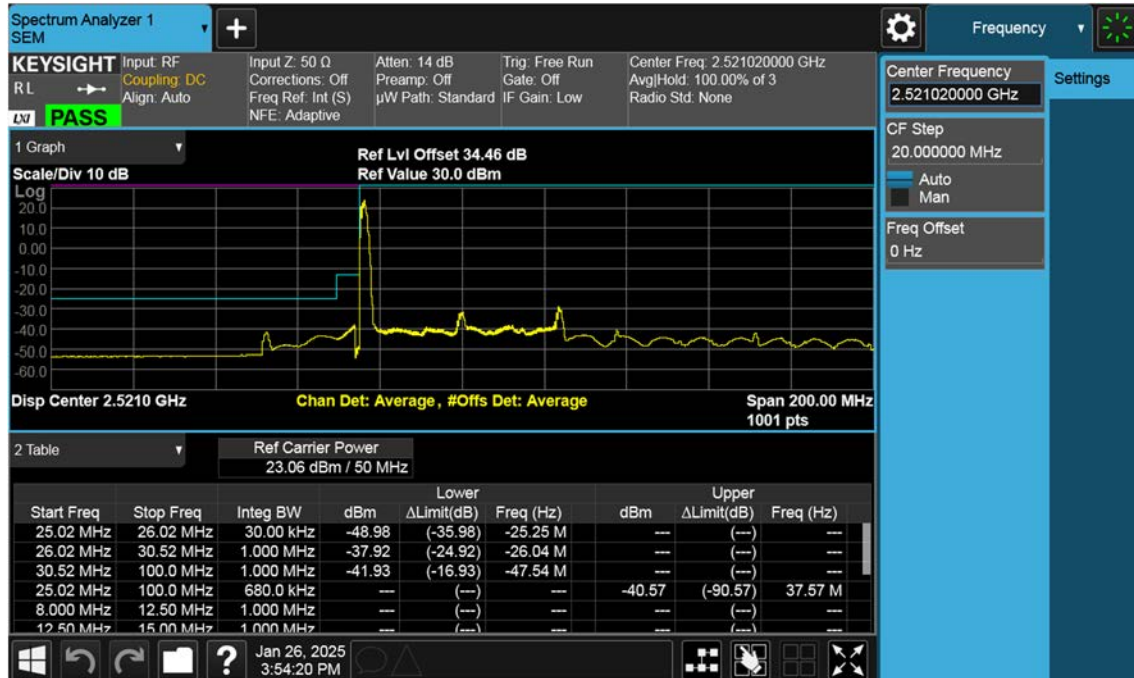 Spectrum Analyzer 1
SEM
Frequency
KEYSIGHT
R L
LXI PASS
Input: RF
Coupling: DC
Align: Auto
Input Z: 50 Ω
Corrections: Off
Freq Ref: Int (S)
NFE: Adaptive
Atten: 14 dB
Preamp: Off
µW Path: Standard
Trig: Free Run
Gate: Off
IF Gain: Low
Center Freq: 2.521020000 GHz
Avg|Hold: 100.00% of 3
Radio Std: None
Center Frequency
2.521020000 GHz
Settings
CF Step
20.000000 MHz
Auto
Man
Freq Offset
0 Hz
1 Graph
Scale/Div 10 dB
Ref Lvl Offset 34.46 dB
Ref Value 30.0 dBm
Log
20.0
10.0
0.00
-10.0
-20.0
-30.0
-40.0
-50.0
-60.0
Disp Center 2.5210 GHz
Chan Det: Average, #Offs Det: Average
Span 200.00 MHz
1001 pts
2 Table
Ref Carrier Power
23.06 dBm / 50 MHz
Lower Upper
Start Freq Stop Freq Integ BW dBm ΔLimit(dB) Freq (Hz) dBm ΔLimit(dB) Freq (Hz)
25.02 MHz 26.02 MHz 30.00 kHz -48.98 (-35.98) -25.25 M --- (---) ---
26.02 MHz 30.52 MHz 1.000 MHz -37.92 (-24.92) -26.04 M --- (---) ---
30.52 MHz 100.0 MHz 1.000 MHz -41.93 (-16.93) -47.54 M --- (---) ---
25.02 MHz 100.0 MHz 680.0 kHz --- (---) --- -40.57 (-90.57) 37.57 M
8.000 MHz 12.50 MHz 1.000 MHz --- (---) --- --- (---) ---
12.50 MHz 15.00 MHz 1.000 MHz --- (---) --- --- (---) ---
?
Jan 26, 2025
3:54:20 PM